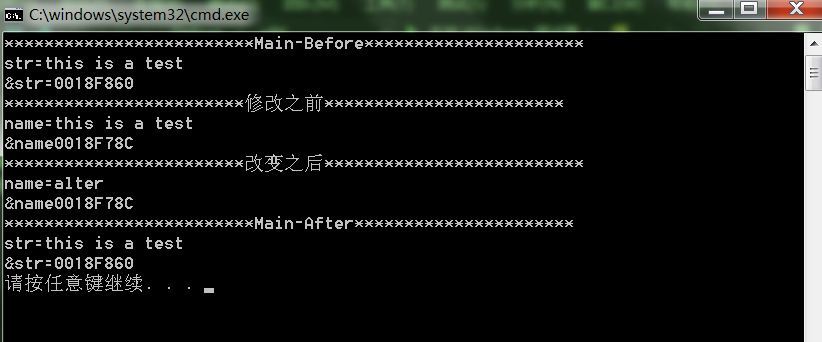 C:\windows\system32\cmd.exe
*************************Main-Before**********************
str=this is a test
&str=0018F860
************************修改之前************************
name=this is a test
&name0018F78C
************************改变之后**************************
name=alter
&name0018F78C
*************************Main-After**********************
str=this is a test
&str=0018F860
请按任意键继续. . .